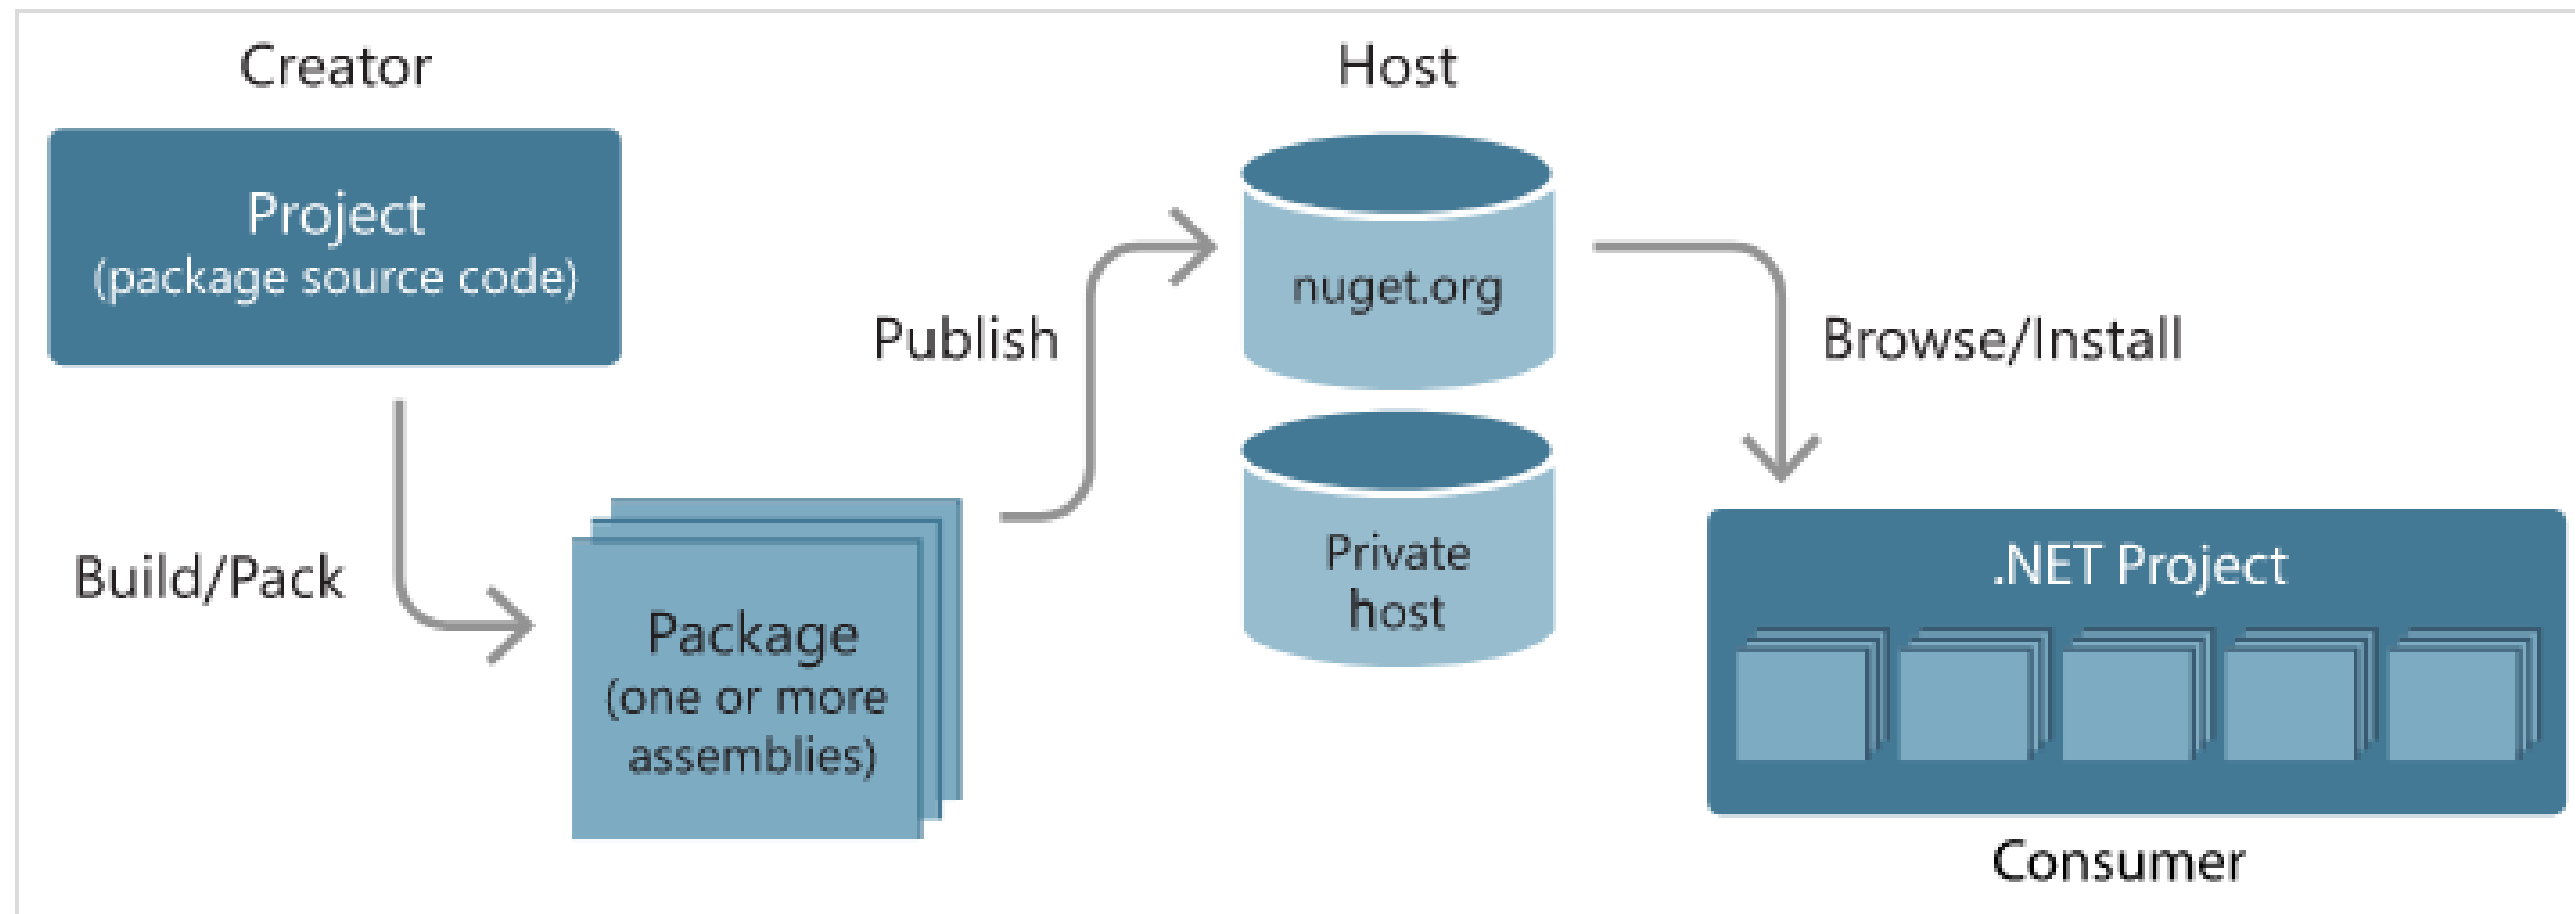 Creator
Project
(package source code)
Build/Pack
Package
(one or more
assemblies)
Publish
Host
nuget.org
Private
host
Browse/Install
.NET Project
Consumer